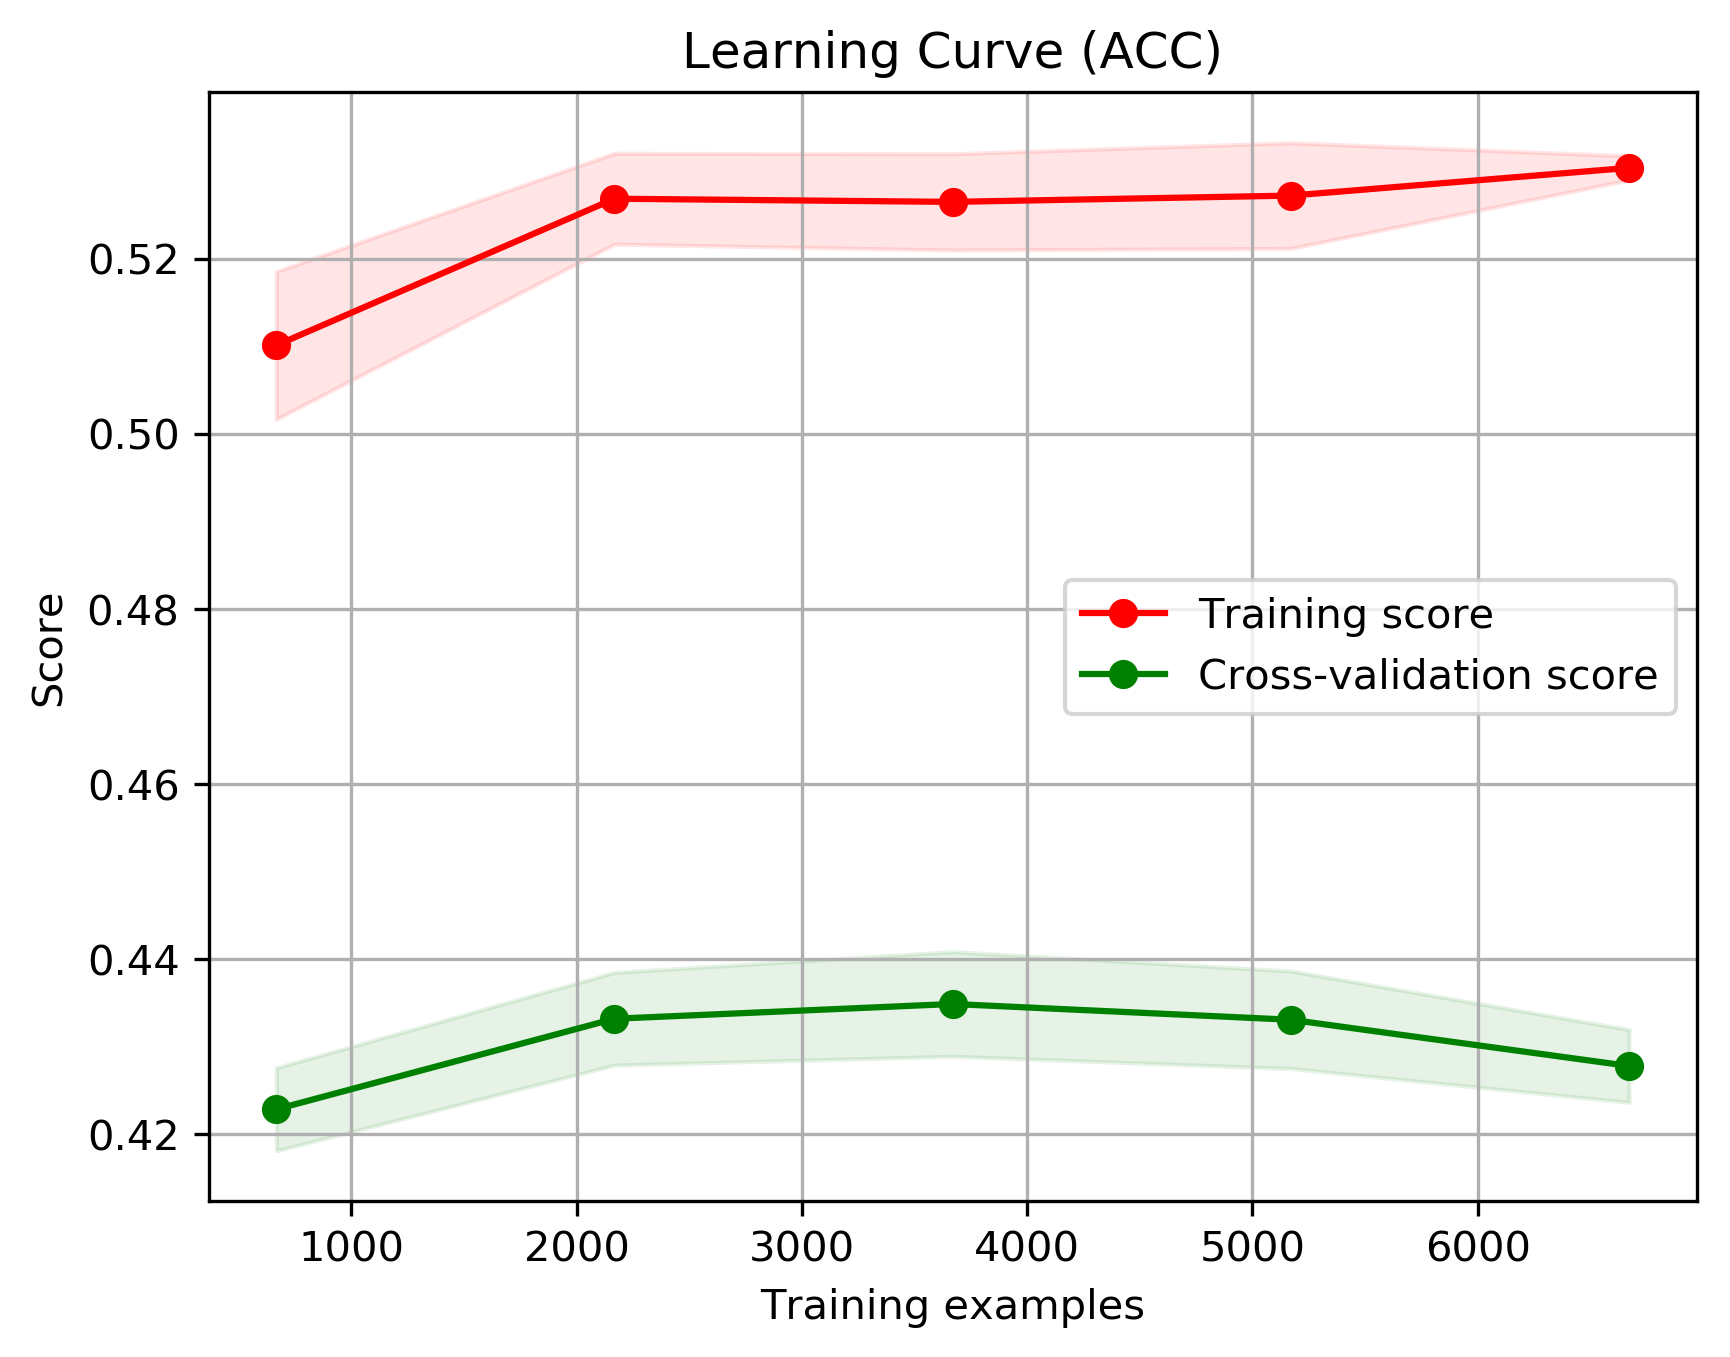 Learning Curve (ACC)
0.52
0.50
0.48
0.46
0.44
0.42
Score
Training score
Cross-validation score
1000 2000 3000 4000 5000 6000
Training examples